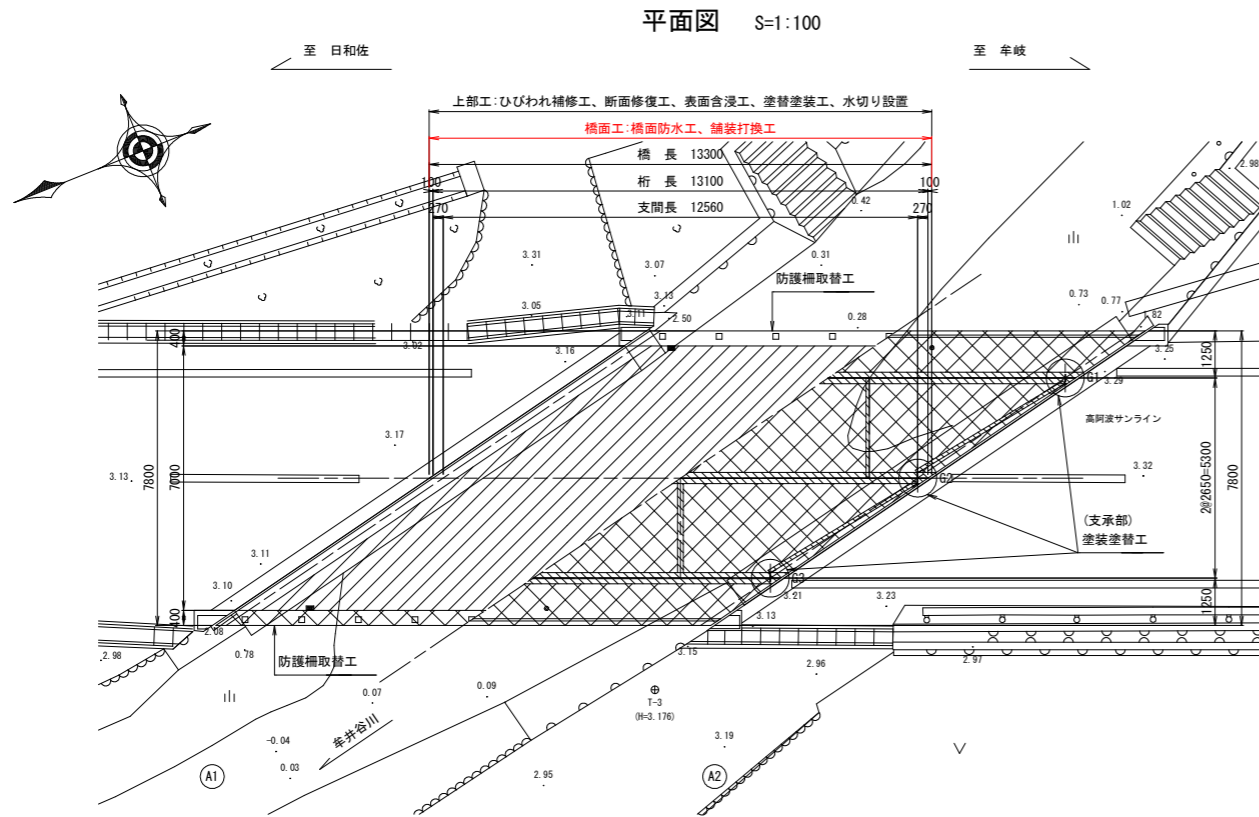 平面図 S=1:100
至 日和佐
至 牟岐
上部工:ひびわれ補修工、断面修復工、表面含浸工、塗替塗装工、水切り設置
橋面工:橋面防水工、舗装打換工
橋 長 13300
100
桁 長 13100
100
270
支間長 12560
270
2.98
1.02
0.42
3.31
3.07
0.31
防護柵取替工
3.05
3.13
3.11
2.50
0.28
0.73
0.77
.82
400
3.02
3.16
3.25
1250
G1
3.29
高阿波サンライン
3.17
3.13
7800
7000
G2
3.32
2@2650=5300
7800
(支承部)
塗装塗替工
3.11
3.10
G3
3.21
3.23
400
1250
3.13
2.08
2.98
0.78
防護柵取替工
3.15
2.96
2.97
0.07
0.09
T-3
(H=3.176)
牟井谷川
-0.04
3.19
0.03
A1
2.95
A2